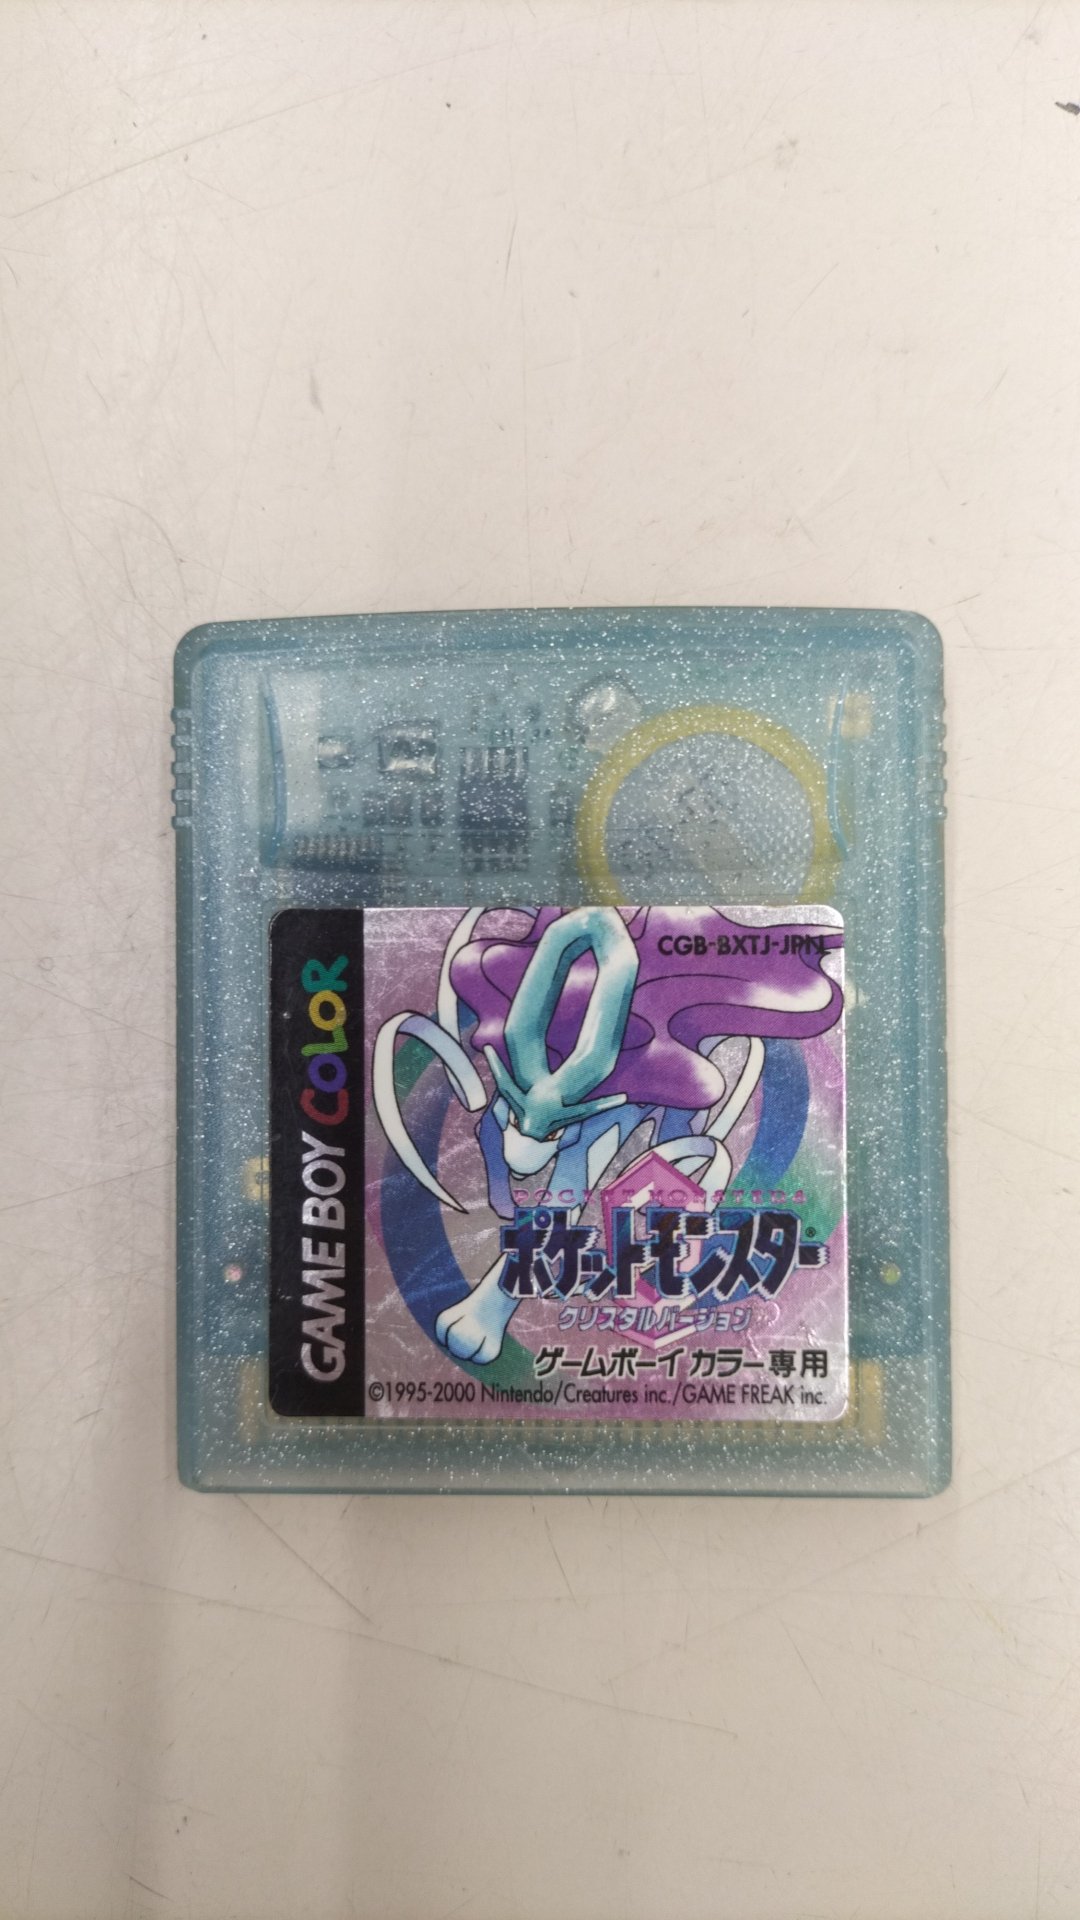 GAME BOY COLOR
CGB-BXTJ-JPN
POCKET MONSTERS
ポケットモンスター®
クリスタルバージョン
ゲームボーイカラー専用
©1995-2000 Nintendo/Creatures inc./GAME FREAK inc.